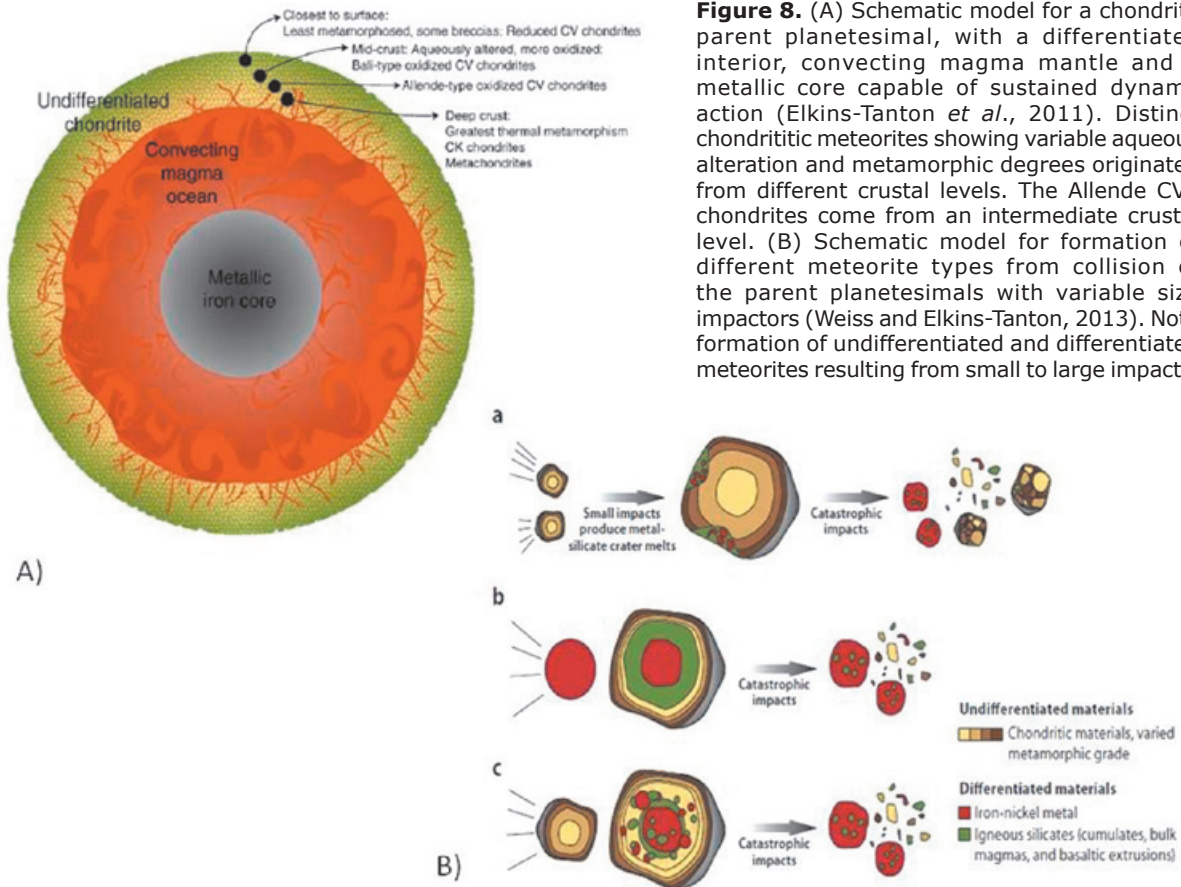 Closest to surface:
Least metamorphosed, some breccias: Reduced CV chondrites
Mid-crust: Aqueously altered, more oxidized:
Bali-type oxidized CV chondrites
Allende-type oxidized CV chondrites
Deep crust:
Greatest thermal metamorphism
CK chondrites
Metachondrites
Undifferentiated
chondrite
Convecting
magma
ocean
Metallic
iron core
A)
Figure 8. (A) Schematic model for a chondrit
parent planetesimal, with a differentiate
interior, convecting magma mantle and
metallic core capable of sustained dynam
action (Elkins-Tanton et al., 2011). Distinc
chondrititic meteorites showing variable aqueou
alteration and metamorphic degrees originate
from different crustal levels. The Allende CV
chondrites come from an intermediate crust
level. (B) Schematic model for formation o
different meteorite types from collision o
the parent planetesimals with variable siz
impactors (Weiss and Elkins-Tanton, 2013). Not
formation of undifferentiated and differentiate
meteorites resulting from small to large impact
a
Small impacts
produce metal-
silicate crater melts
Catastrophic
impacts
b
Catastrophic
impacts
c
Catastrophic
impacts
Undifferentiated materials
Chondritic materials, varied
metamorphic grade
Differentiated materials
Iron-nickel metal
Igneous silicates (cumulates, bulk
magmas, and basaltic extrusions)
B)